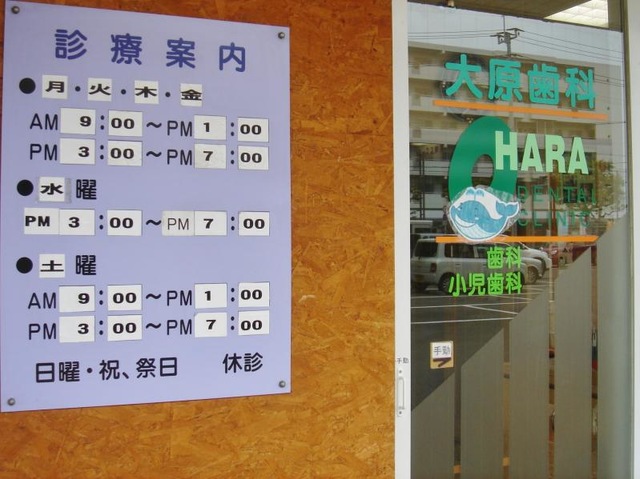 診療案内
●月・火・木・金
AM 9:00～PM 1:00
PM 3:00～PM 7:00
●水曜
PM 3:00～PM 7:00
●土曜
AM 9:00～PM 1:00
PM 3:00～PM 7:00
日曜・祝、祭日 休診
大原歯科
OHARA
DENTAL
CLINIC
歯科
小児歯科
手動
手動